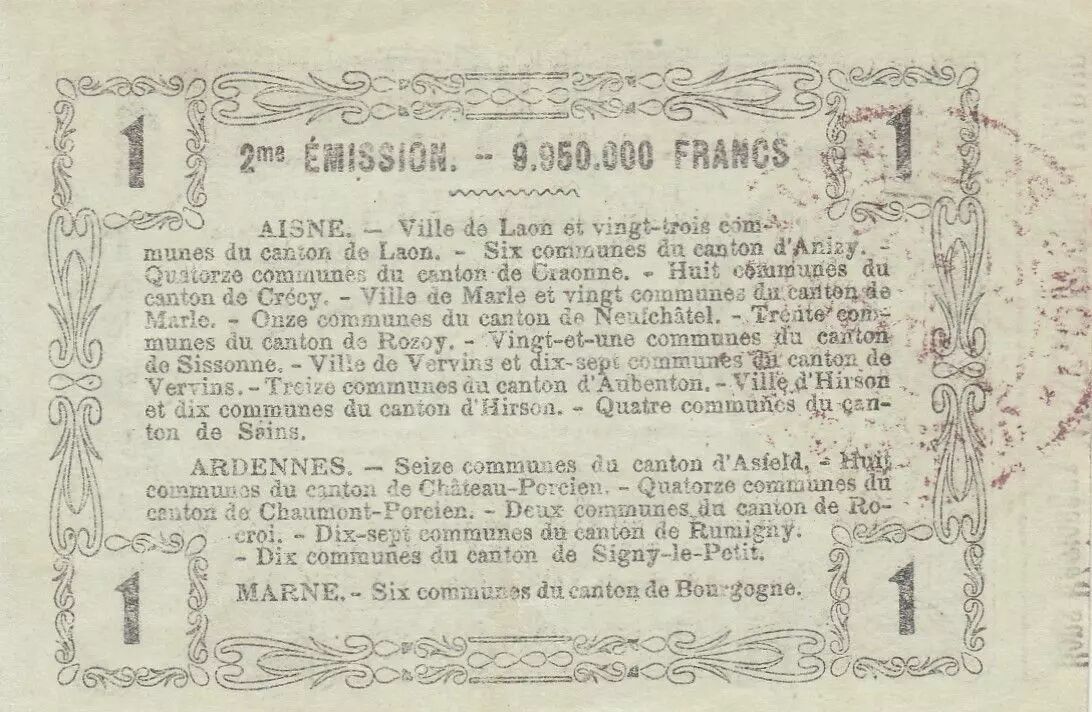 1
1
2me ÉMISSION. -- 9.950.000 FRANCS
AISNE. — Ville de Laon et vingt-trois com-
munes du canton de Laon. - Six communes du canton d'Anizy. -
Quatorze communes du canton de Craonne. - Huit communes du
canton de Crécy. - Ville de Marle et vingt communes du canton de
Marle. - Onze communes du canton de Neufchâtel. - Trente com-
munes du canton de Rozoy. - Vingt-et-une communes du canton
de Sissonne. - Ville de Vervins et dix-sept communes du canton de
Vervins. - Treize communes du canton d'Aubenton. - Ville d'Hirson
et dix communes du canton d'Hirson. - Quatre communes du can-
ton de Sains.
ARDENNES. — Seize communes du canton d'Asfeld. - Huit
communes du canton de Château-Porcien. - Quatorze communes du
canton de Chaumont-Porcien. - Deux communes du canton de Ro-
croi. - Dix-sept communes du canton de Rumigny.
- Dix communes du canton de Signy-le-Petit.
MARNE. - Six communes du canton de Bourgogne.
1
1